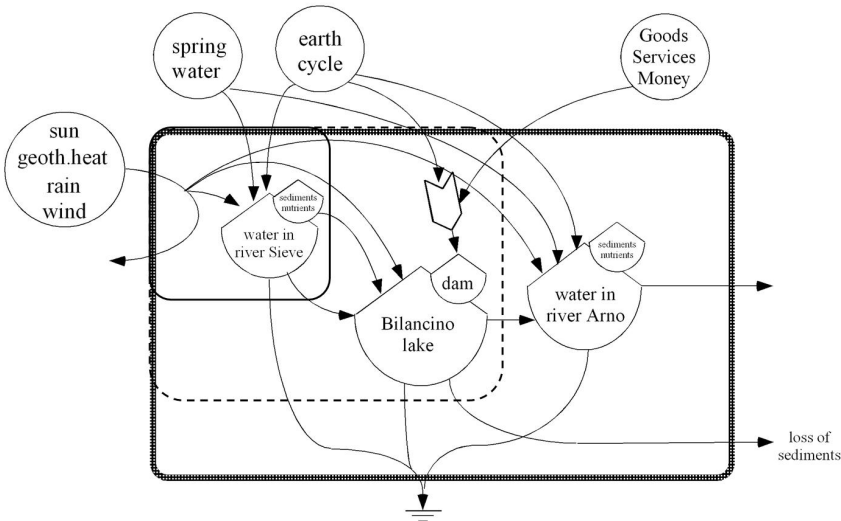 spring
water
earth
cycle
Goods
Services
Money
sun
geoth.heat
rain
wind
sediments
nutrients
water in
river Sieve
dam
Bilancino
lake
sediments
nutrients
water in
river Arno
loss of
sediments